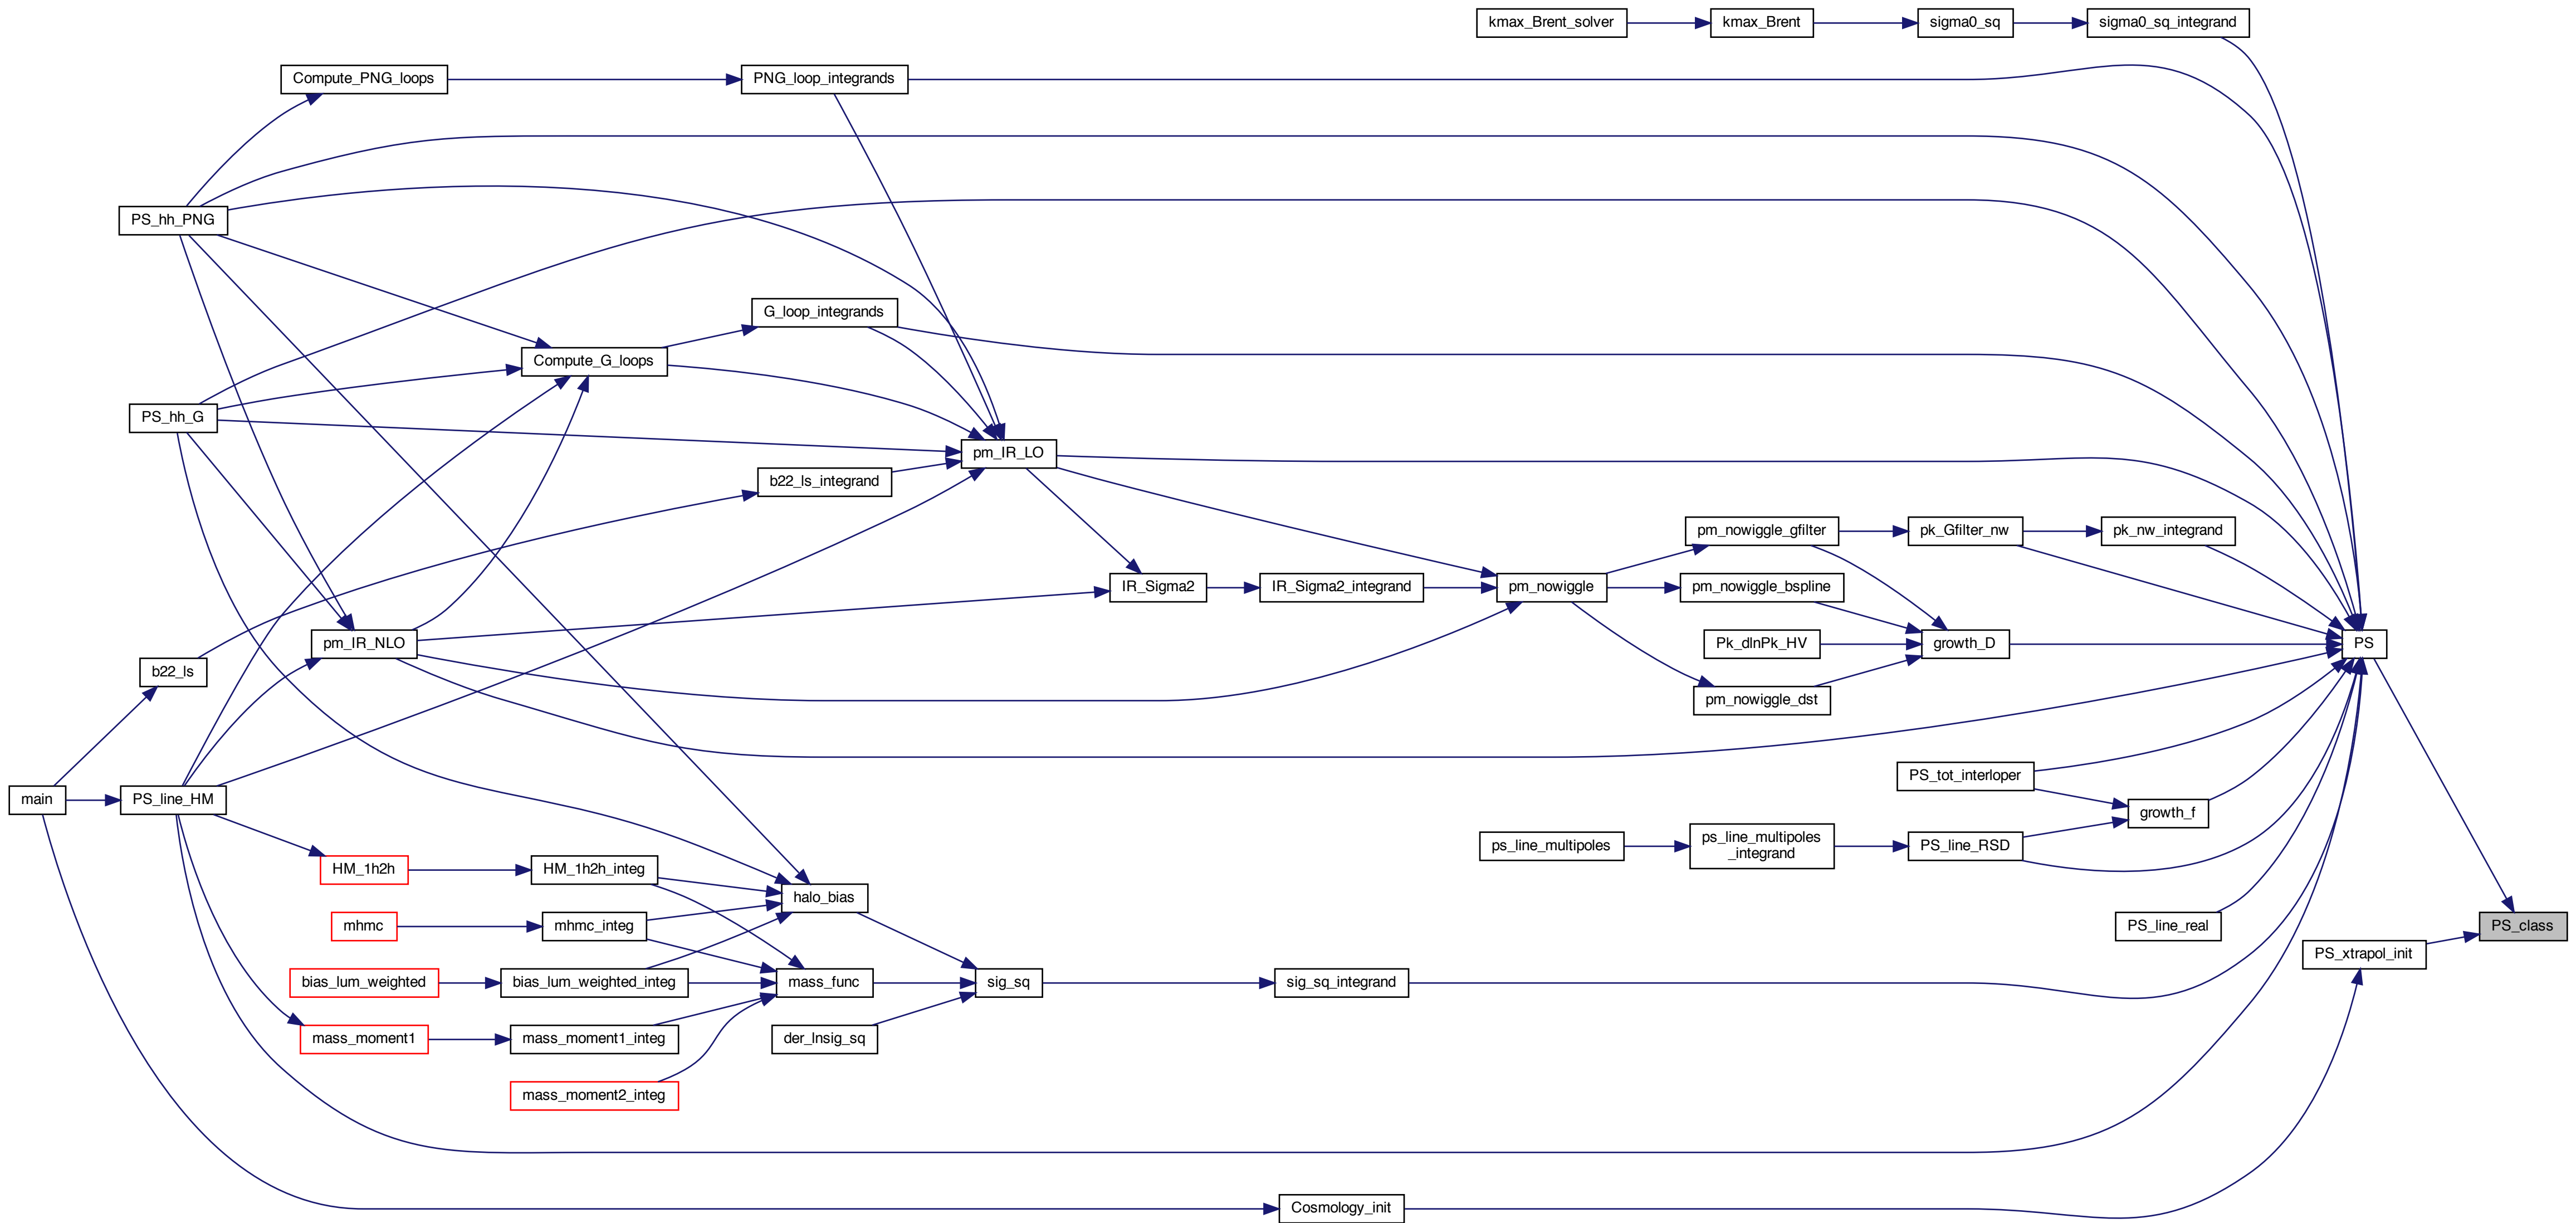 kmax_Brent_solver
kmax_Brent
sigma0_sq
sigma0_sq_integrand
Compute_PNG_loops
PNG_loop_integrands
PS_hh_PNG
G_loop_integrands
Compute_G_loops
PS_hh_G
pm_IR_LO
b22_ls_integrand
pm_nowiggle_gfilter
pk_Gfilter_nw
pk_nw_integrand
IR_Sigma2
IR_Sigma2_integrand
pm_nowiggle
pm_nowiggle_bspline
pm_IR_NLO
Pk_dlnPk_HV
growth_D
PS
b22_ls
pm_nowiggle_dst
PS_tot_interloper
main
PS_line_HM
growth_f
ps_line_multipoles
ps_line_multipoles
_integrand
PS_line_RSD
HM_1h2h
HM_1h2h_integ
halo_bias
mhmc
mhmc_integ
PS_line_real
PS_class
PS_xtrapol_init
bias_lum_weighted
bias_lum_weighted_integ
mass_func
sig_sq
sig_sq_integrand
mass_moment1
mass_moment1_integ
der_lnsig_sq
mass_moment2_integ
Cosmology_init